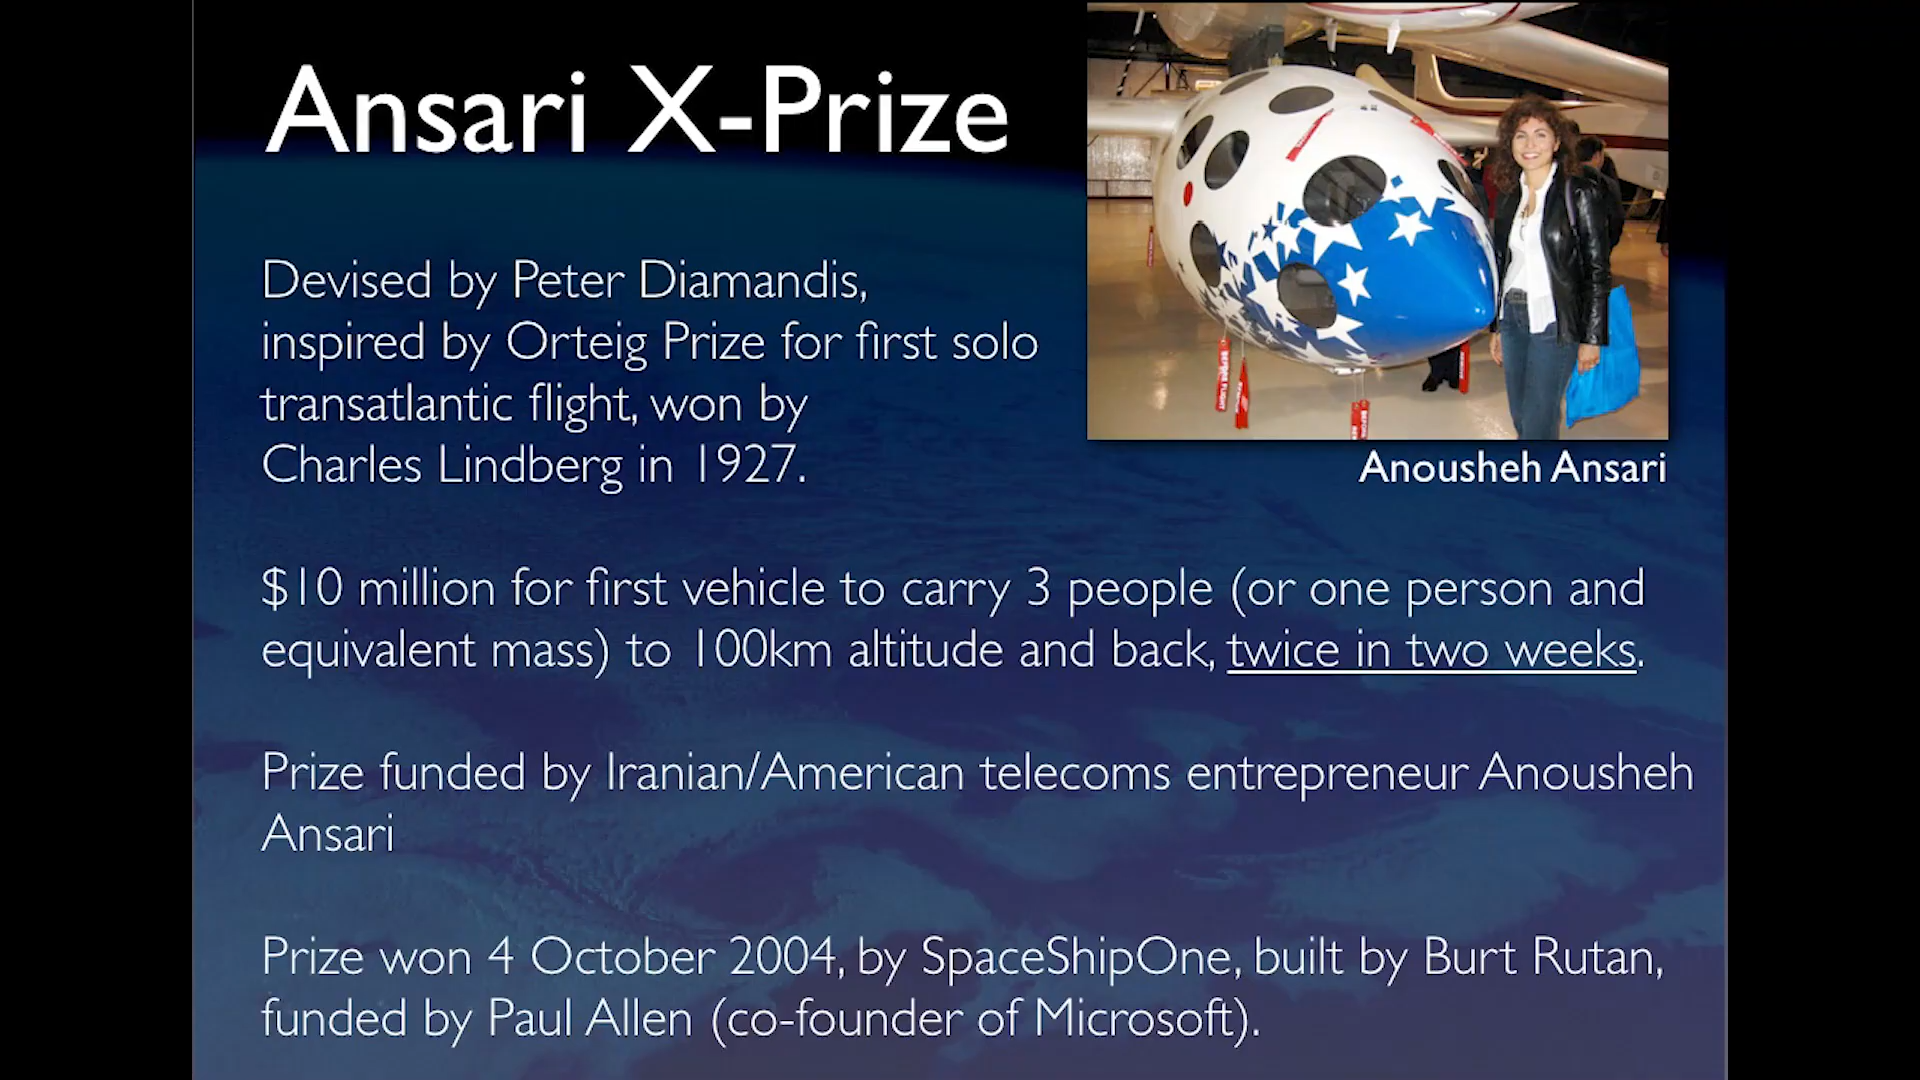 Ansari X-Prize
Devised by Peter Diamandis,
inspired by Orteig Prize for first solo
transatlantic flight, won by
Charles Lindberg in 1927.
Anousheh Ansari
$10 million for first vehicle to carry 3 people (or one person and
equivalent mass) to 100km altitude and back, twice in two weeks.
Prize funded by Iranian/American telecoms entrepreneur Anousheh
Ansari
Prize won 4 October 2004, by SpaceShipOne, built by Burt Rutan,
funded by Paul Allen (co-founder of Microsoft).